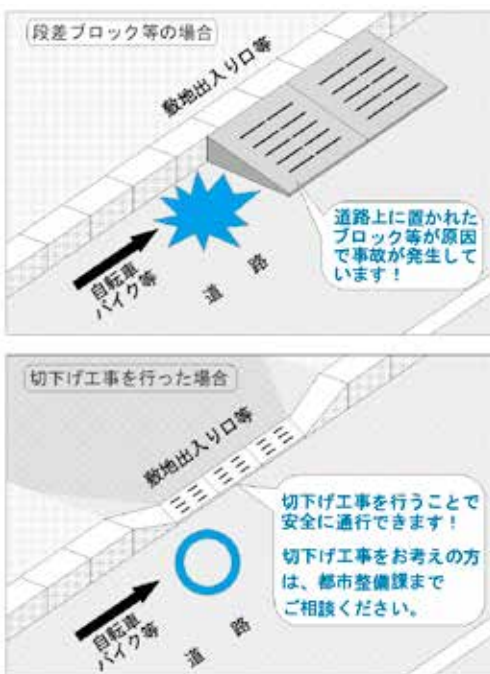 段差ブロック等の場合
敷地出入り口等
道路上に置かれた
ブロック等が原因
で事故が発生して
います！
自転車
バイク等
道路
切下げ工事を行った場合
敷地出入り口等
切下げ工事を行うことで
安全に通行できます！
切下げ工事をお考えの方
は、都市整備課まで
ご相談ください。
自転車
バイク等
道路